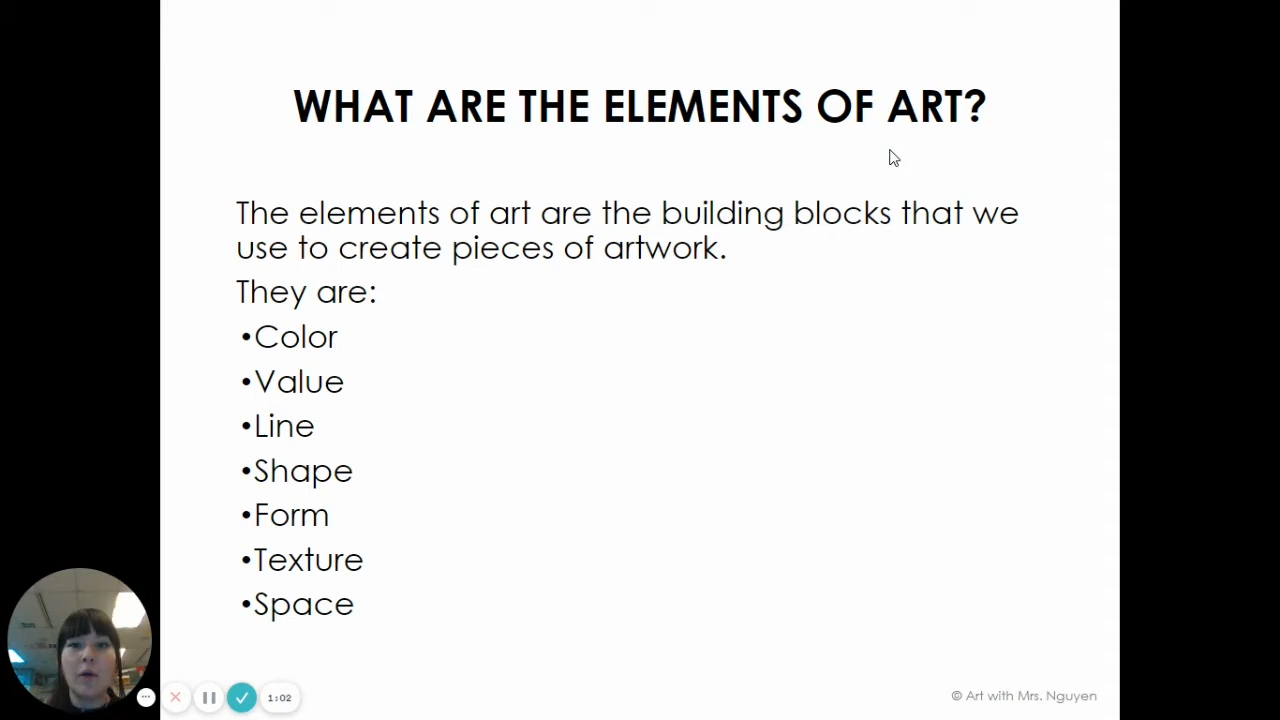 WHAT ARE THE ELEMENTS OF ART?
The elements of art are the building blocks that we
use to create pieces of artwork.
They are:
•Color
•Value
•Line
•Shape
•Form
•Texture
•Space
1:02
© Art with Mrs. Nguyen